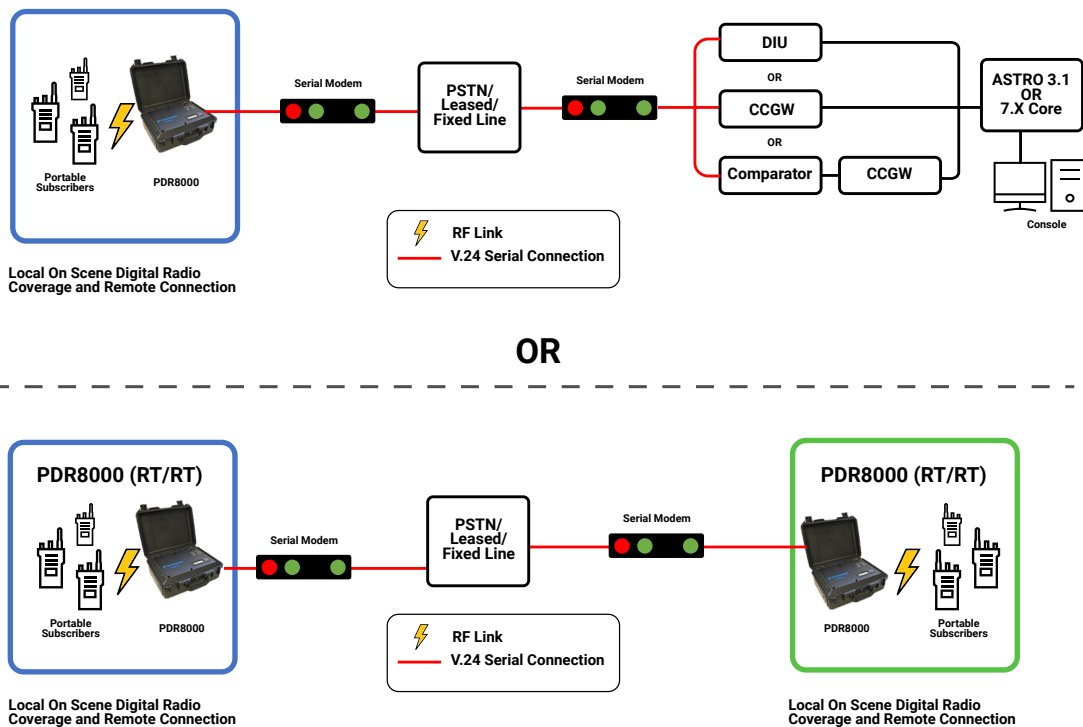 Serial Modem
Serial Modem
PSTN/
Leased/
Fixed Line
DIU
OR
CCGW
OR
Comparator
CCGW
ASTRO 3.1
OR
7.X Core
Console
Portable
Subscribers
PDR8000
RF Link
V.24 Serial Connection
Local On Scene Digital Radio
Coverage and Remote Connection
OR
PDR8000 (RT/RT)
Serial Modem
PSTN/
Leased/
Fixed Line
Serial Modem
PDR8000 (RT/RT)
Portable
Subscribers
PDR8000
RF Link
V.24 Serial Connection
PDR8000
Portable
Subscribers
Local On Scene Digital Radio
Coverage and Remote Connection
Local On Scene Digital Radio
Coverage and Remote Connection